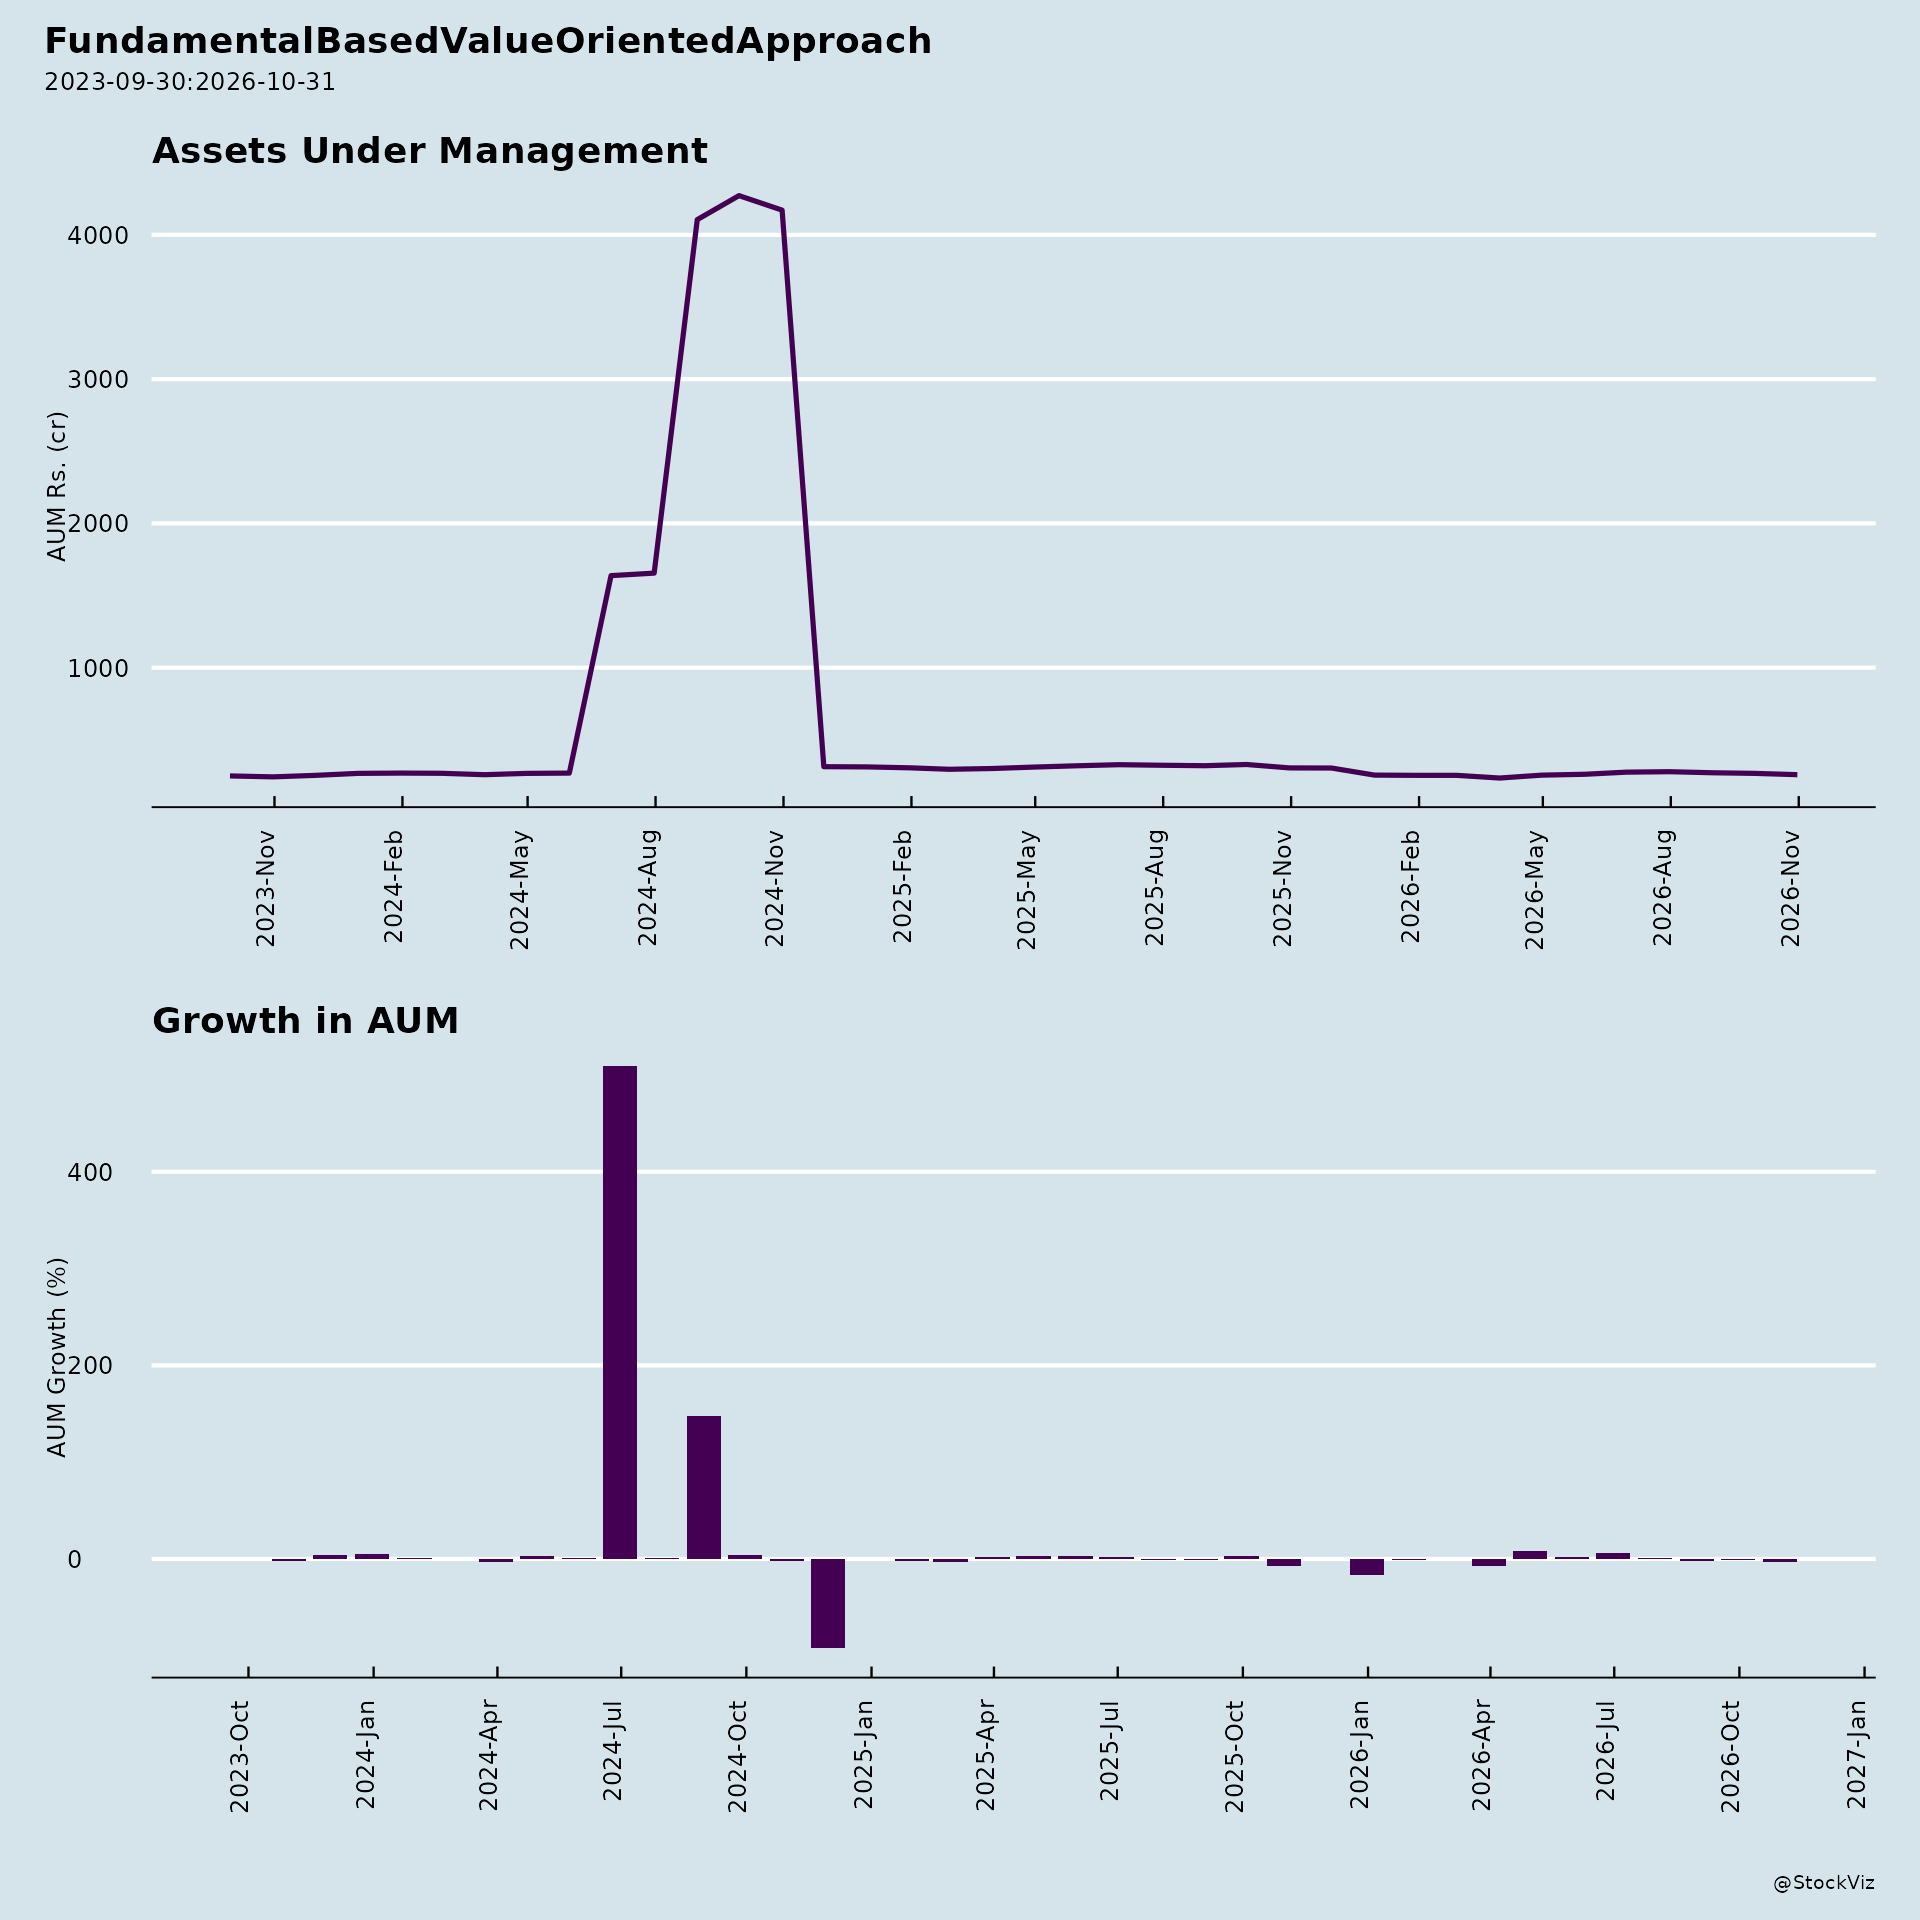 FundamentalBasedValueOrientedApproach
2023-09-30:2026-10-31
Assets Under Management
AUM Rs. (cr)
4000
3000
2000
1000
2023-Nov
2024-Feb
2024-May
2024-Aug
2024-Nov
2025-Feb
2025-May
2025-Aug
2025-Nov
2026-Feb
2026-May
2026-Aug
2026-Nov
Growth in AUM
AUM Growth (%)
400
200
0
2023-Oct
2024-Jan
2024-Apr
2024-Jul
2024-Oct
2025-Jan
2025-Apr
2025-Jul
2025-Oct
2026-Jan
2026-Apr
2026-Jul
2026-Oct
2027-Jan
@StockViz